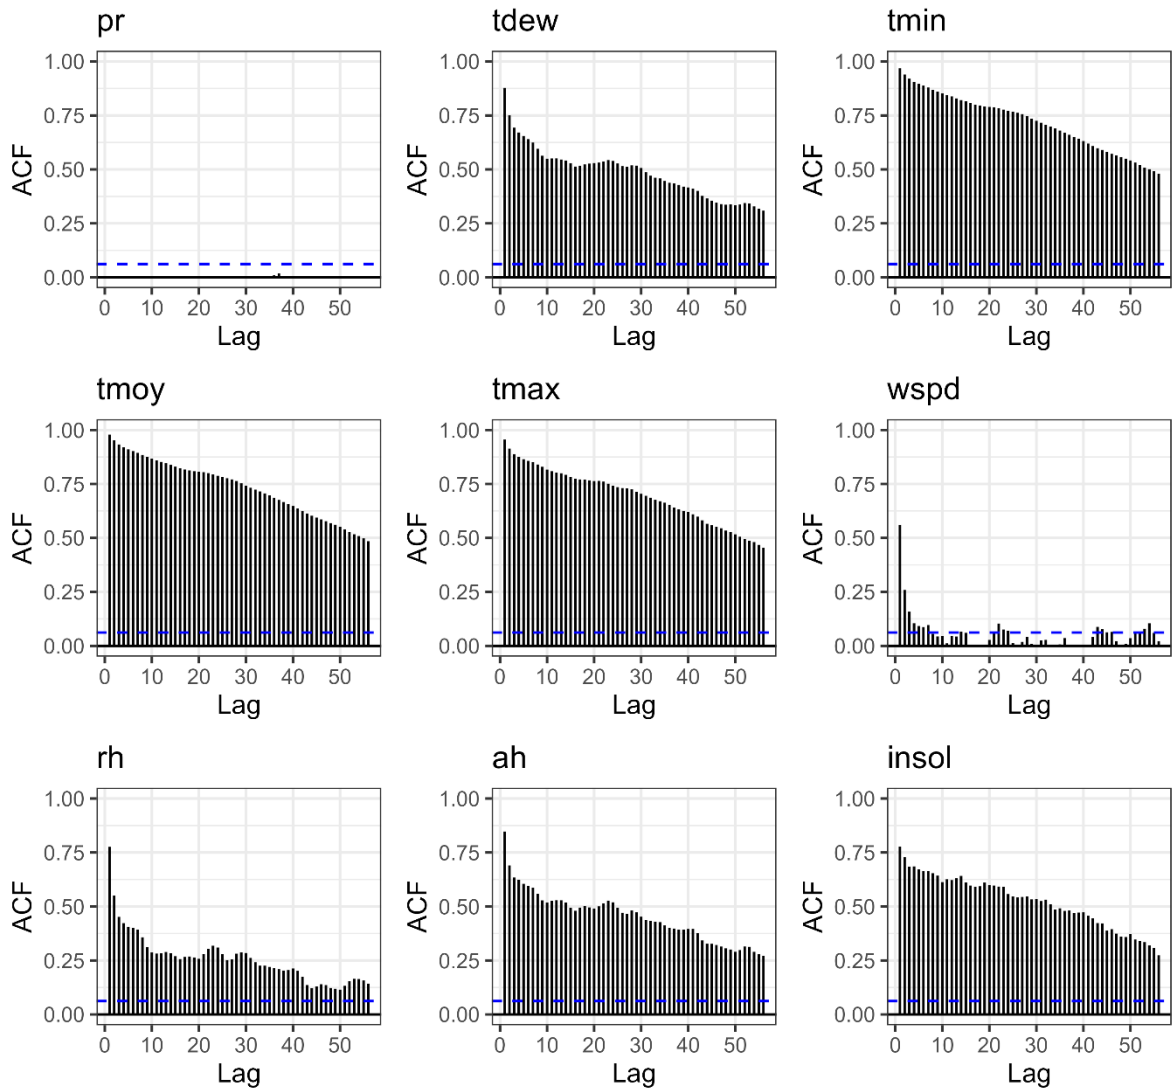 pr tdew tmin
1.00 1.00 1.00
0.75 0.75 0.75
ACF 0.50 ACF 0.50 ACF 0.50
0.25 0.25 0.25
0.00 0.00 0.00
0 10 20 30 40 50 0 10 20 30 40 50 0 10 20 30 40 50
Lag Lag Lag
tmoy tmax wspd
1.00 1.00 1.00
0.75 0.75 0.75
ACF 0.50 ACF 0.50 ACF 0.50
0.25 0.25 0.25
0.00 0.00 0.00
0 10 20 30 40 50 0 10 20 30 40 50 0 10 20 30 40 50
Lag Lag Lag
rh ah insol
1.00 1.00 1.00
0.75 0.75 0.75
ACF 0.50 ACF 0.50 ACF 0.50
0.25 0.25 0.25
0.00 0.00 0.00
0 10 20 30 40 50 0 10 20 30 40 50 0 10 20 30 40 50
Lag Lag Lag